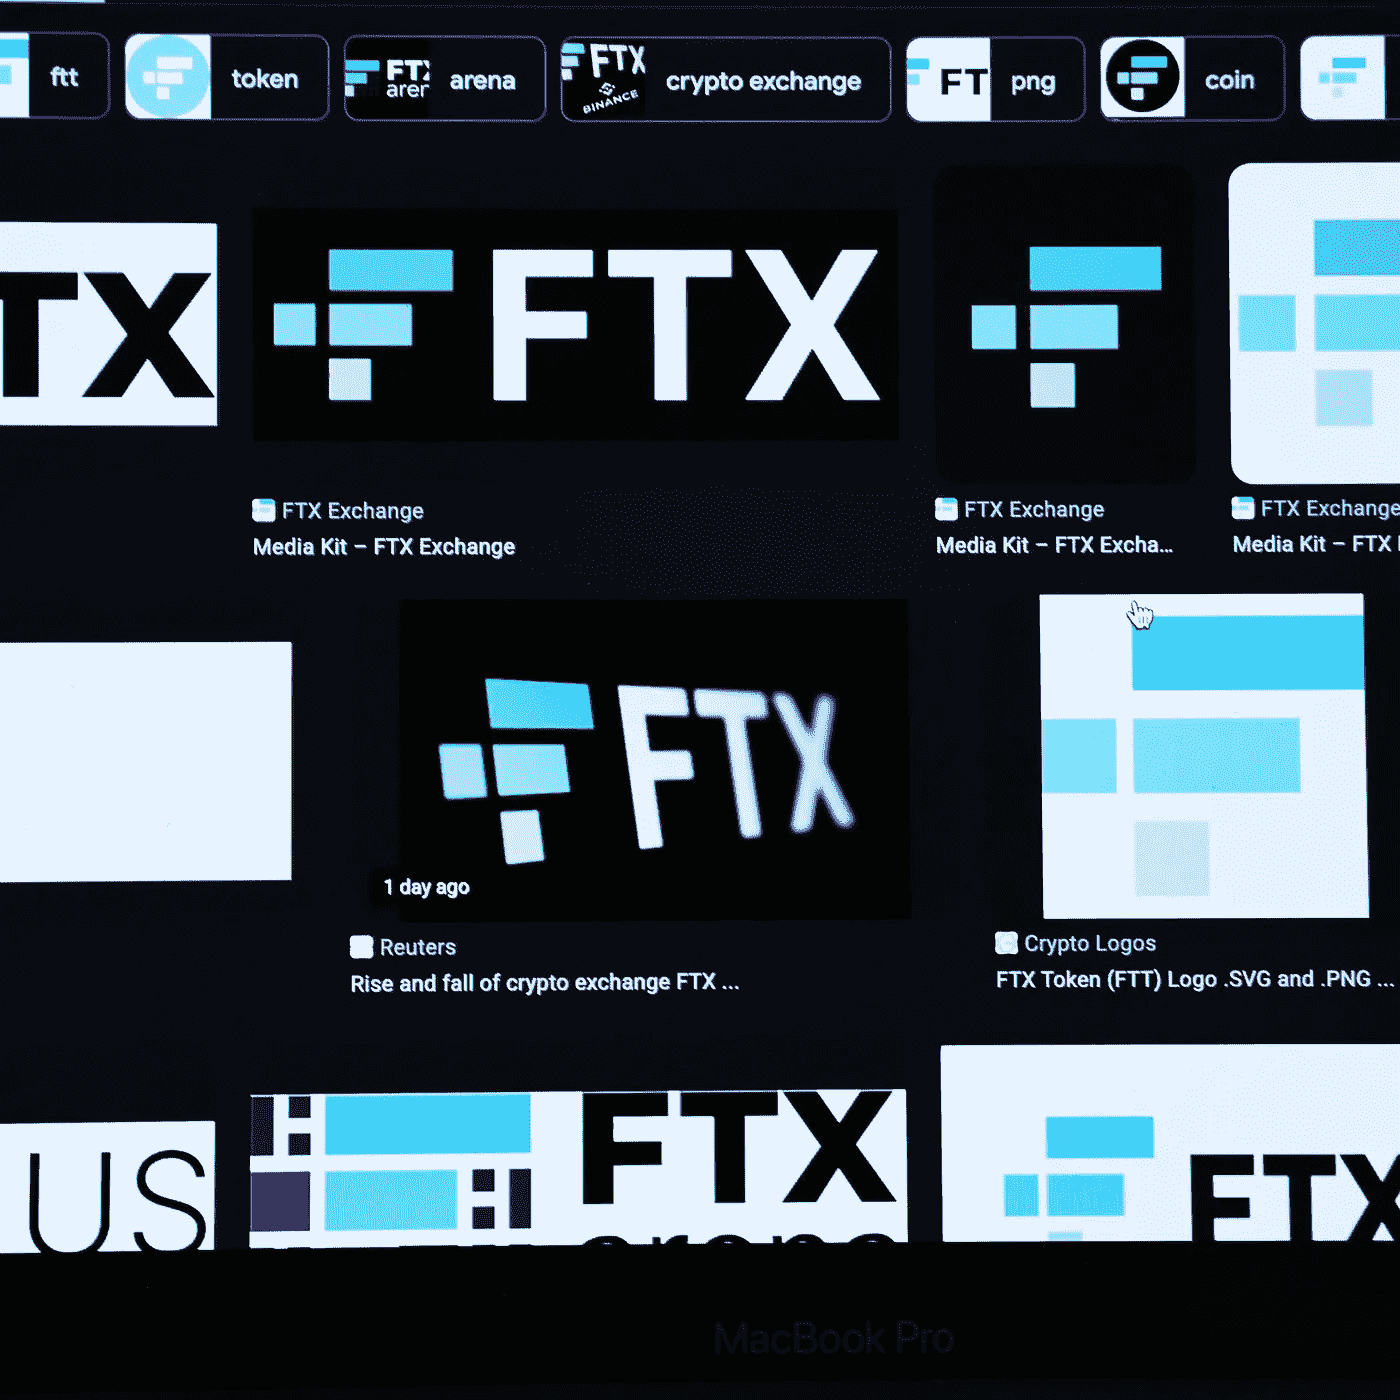 ftt
token
FTX
arena
arena
FTX
BINANCE
crypto exchange
FT
png
coin
TX
FTX
FTX Exchange
Media Kit – FTX Exchange
FTX Exchange
Media Kit – FTX Excha...
FTX Exchange
Media Kit – FTX
FTX
1 day ago
Reuters
Rise and fall of crypto exchange FTX ...
Crypto Logos
FTX Token (FTT) Logo .SVG and .PNG ...
US
FTX
arena
FTX
MacBook Pro